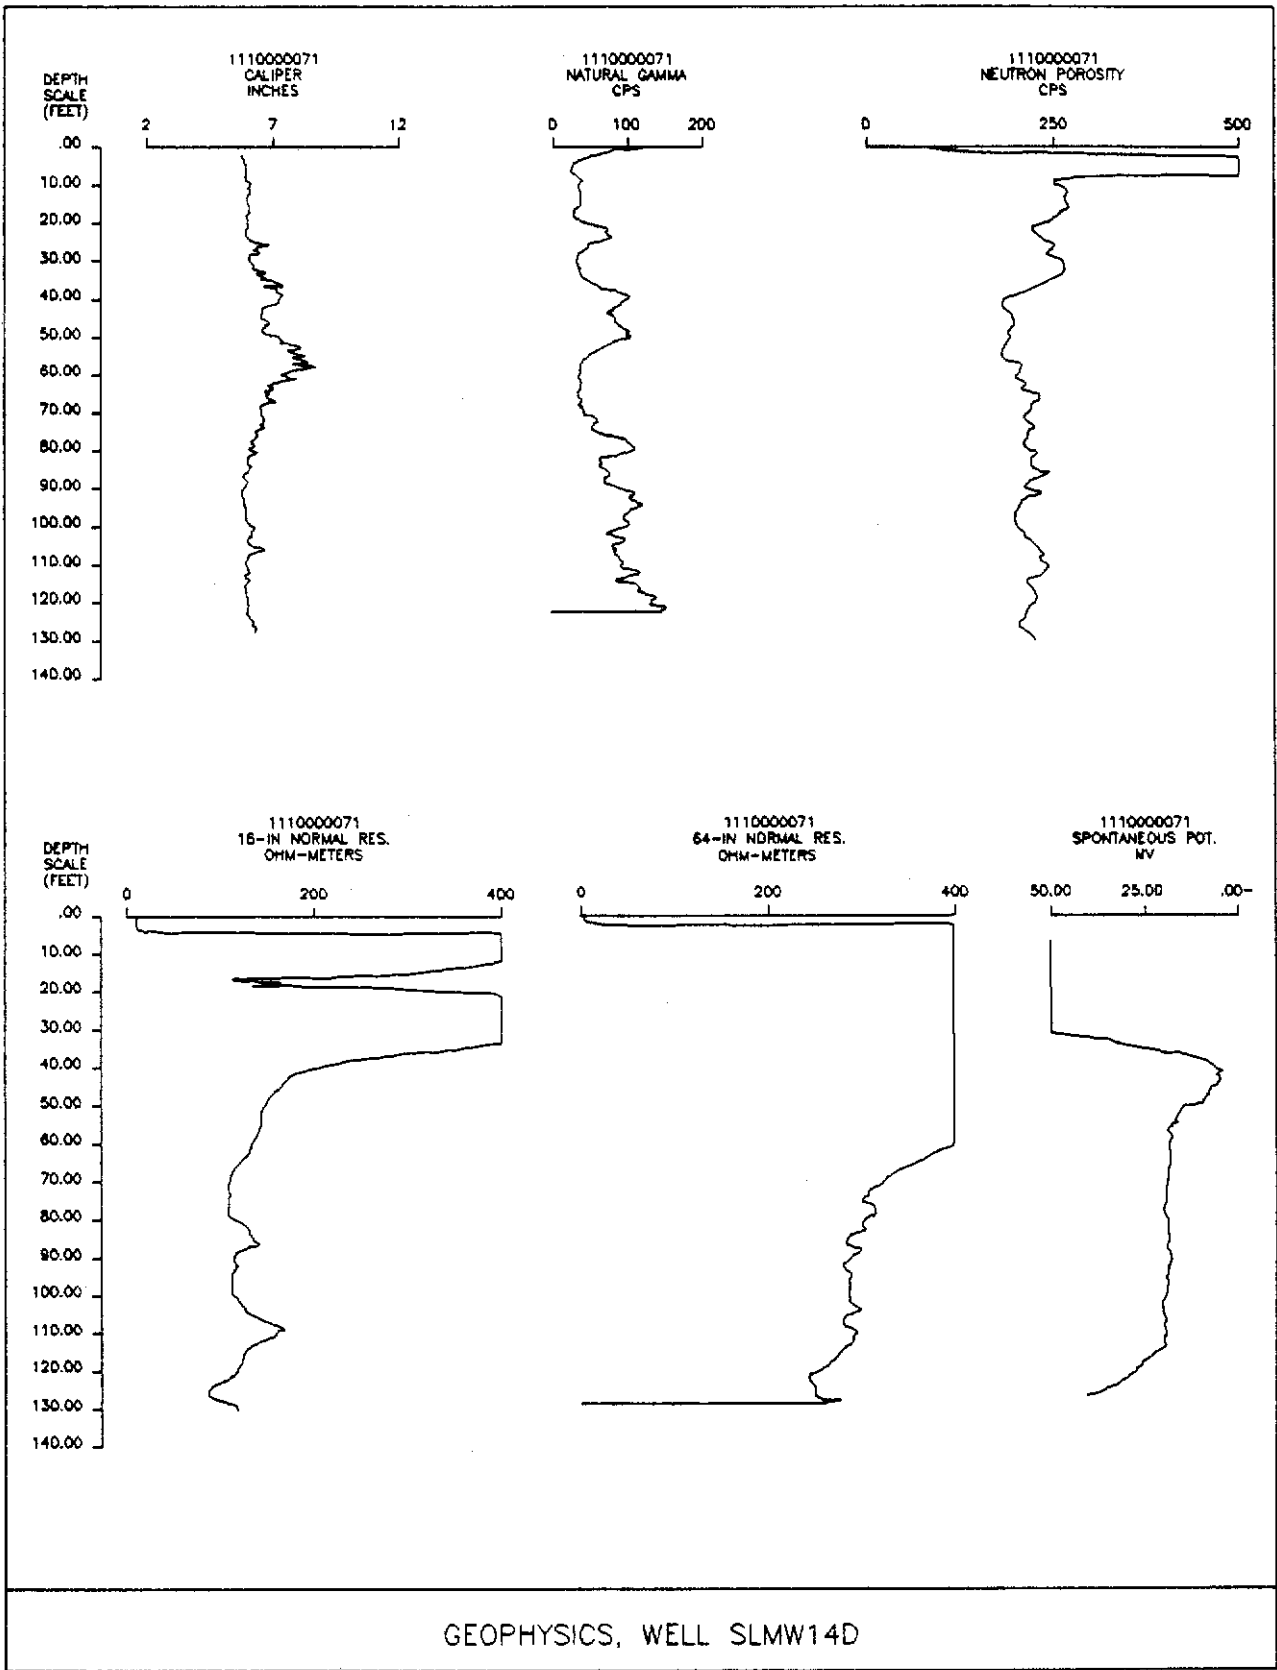 1110000071
CALIPER
INCHES
1110000071
NATURAL GAMMA
CPS
1110000071
NEUTRON POROSITY
CPS
DEPTH
SCALE
(FEET)
2 7 12
0 100 200
0 250 500
.00
10.00
20.00
30.00
40.00
50.00
60.00
70.00
80.00
90.00
100.00
110.00
120.00
130.00
140.00
1110000071
16-IN NORMAL RES.
OHM-METERS
1110000071
64-IN NORMAL RES.
OHM-METERS
1110000071
SPONTANEOUS POT.
MV
DEPTH
SCALE
(FEET)
0 200 400
0 200 400
50.00 25.00 .00-
.00
10.00
20.00
30.00
40.00
50.00
60.00
70.00
80.00
90.00
100.00
110.00
120.00
130.00
140.00
GEOPHYSICS, WELL SLMW14D